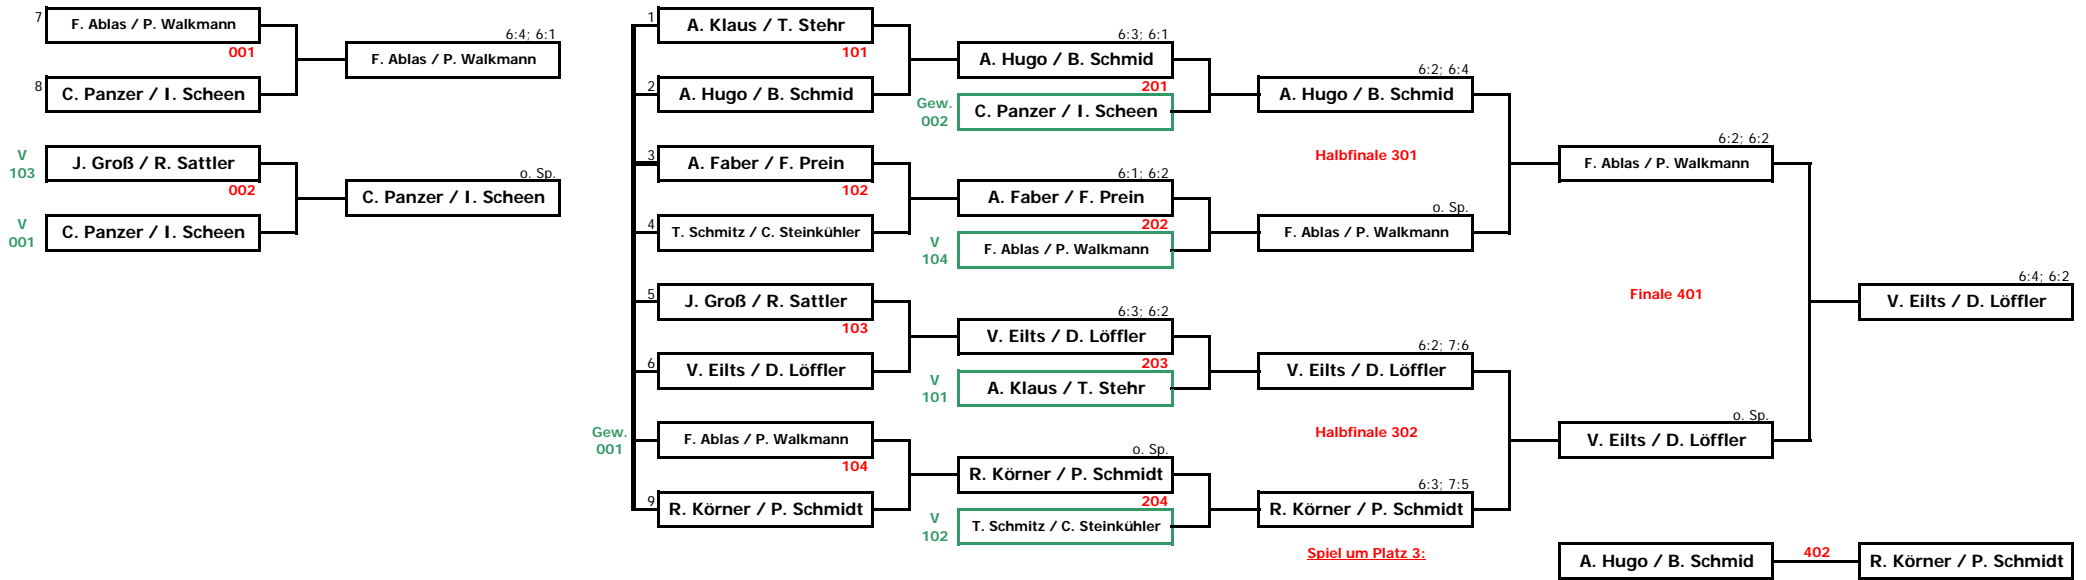 7
F. Ablas / P. Walkmann
001
8
C. Panzer / I. Scheen
6:4; 6:1
F. Ablas / P. Walkmann
V
103
J. Groß / R. Sattler
002
V
001
C. Panzer / I. Scheen
o. Sp.
C. Panzer / I. Scheen
1
A. Klaus / T. Stehr
101
2
A. Hugo / B. Schmid
3
A. Faber / F. Prein
102
4
T. Schmitz / C. Steinkühler
5
J. Groß / R. Sattler
103
6
V. Eilts / D. Löffler
Gew.
001
F. Ablas / P. Walkmann
104
9
R. Körner / P. Schmidt
6:3; 6:1
A. Hugo / B. Schmid
201
Gew.
002
C. Panzer / I. Scheen
6:1; 6:2
A. Faber / F. Prein
202
V
104
F. Ablas / P. Walkmann
6:3; 6:2
V. Eilts / D. Löffler
203
V
101
A. Klaus / T. Stehr
o. Sp.
R. Körner / P. Schmidt
204
V
102
T. Schmitz / C. Steinkühler
6:2; 6:4
A. Hugo / B. Schmid
Halbfinale 301
o. Sp.
F. Ablas / P. Walkmann
6:2; 7:6
V. Eilts / D. Löffler
Halbfinale 302
6:3; 7:5
R. Körner / P. Schmidt
6:2; 6:2
F. Ablas / P. Walkmann
Finale 401
o. Sp.
V. Eilts / D. Löffler
6:4; 6:2
V. Eilts / D. Löffler
Spiel um Platz 3:
A. Hugo / B. Schmid
402
R. Körner / P. Schmidt